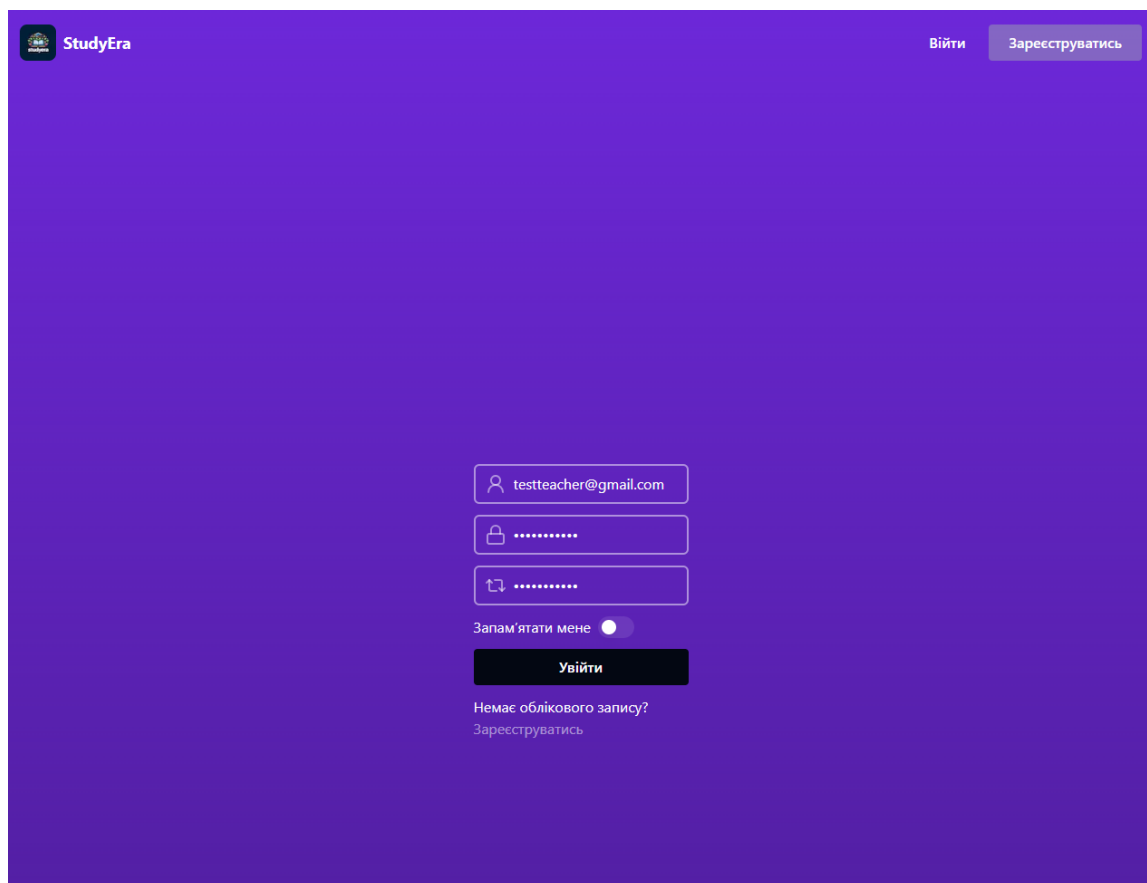 StudyEra
Війти
Зареєструватись
testteacher@gmail.com
•••••••••••
•••••••••••
Запам'ятати мене
Увійти
Немає облікового запису?
Зареєструватись